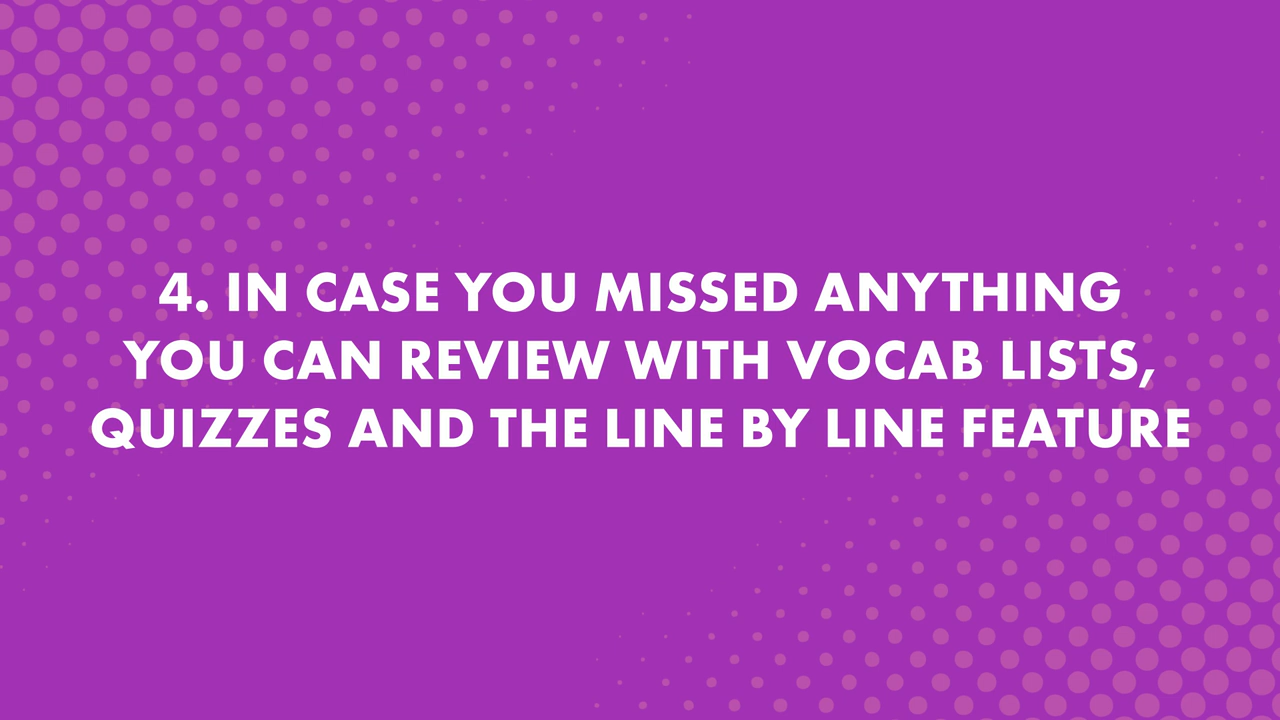 4. IN CASE YOU MISSED ANYTHING
YOU CAN REVIEW WITH VOCAB LISTS,
QUIZZES AND THE LINE BY LINE FEATURE